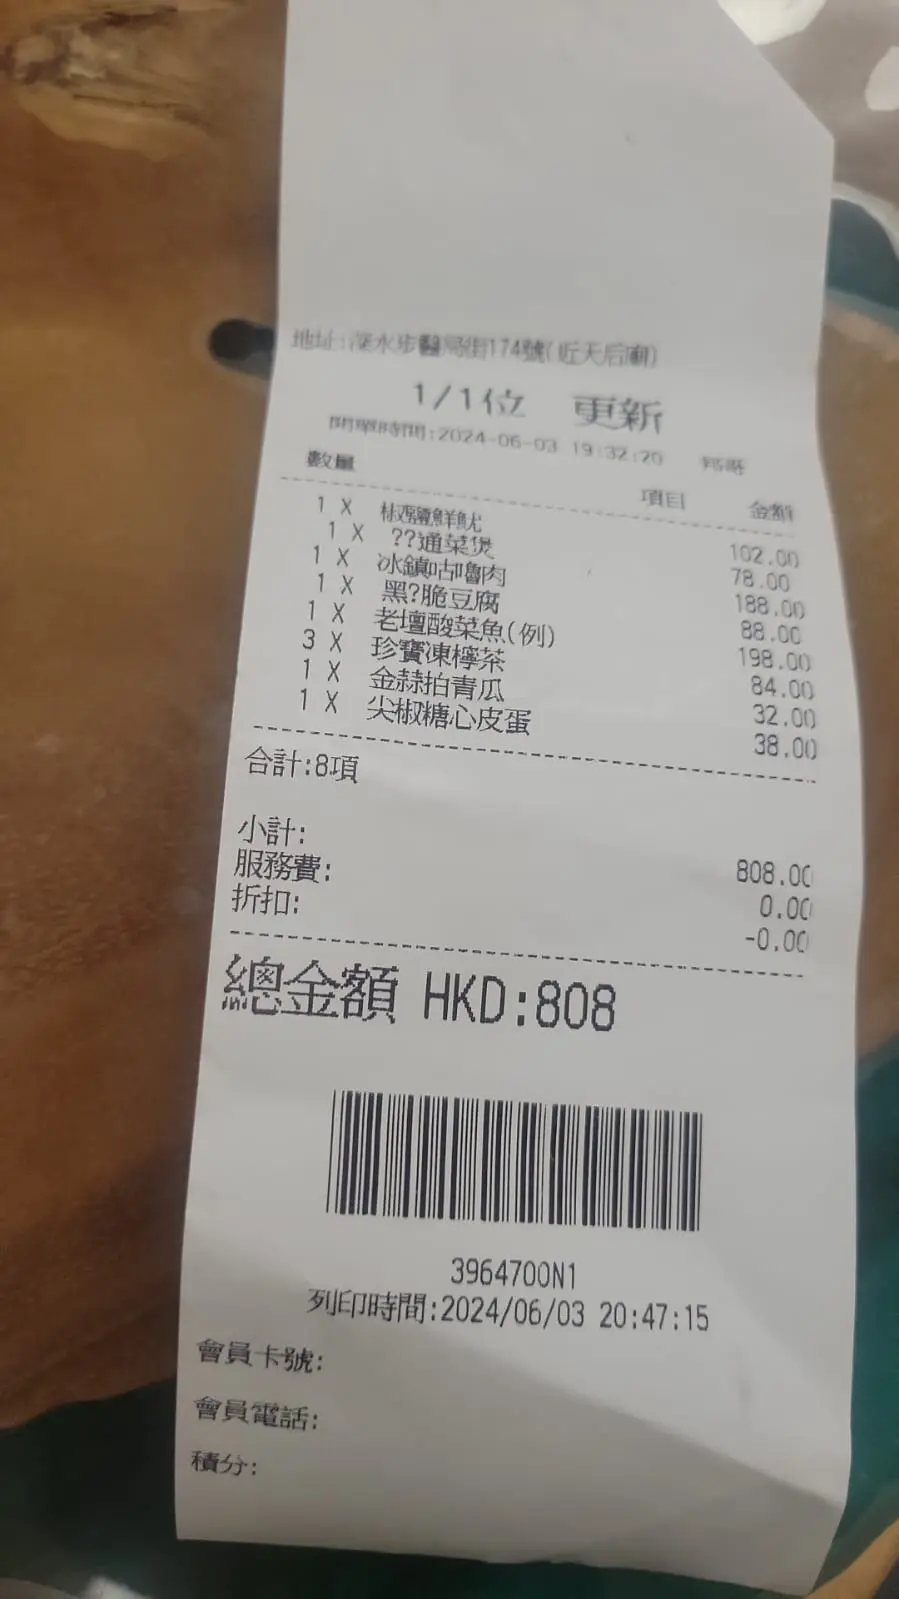 地址:深水埗醫局街174號(近天后廟)
1/1位 更新
開單時間:2024-06-03 19:32:20 邦哥
數量 項目 金額
1 X 椒鹽鮮魷 102.00
1 X ??通菜煲 78.00
1 X 冰鎮咕嚕肉 188.00
1 X 黑?脆豆腐 88.00
1 X 老壇酸菜魚(例) 198.00
3 X 珍寶凍檸茶 84.00
1 X 金蒜拍青瓜 32.00
1 X 尖椒糖心皮蛋 38.00
合計:8項
小計: 808.00
服務費: 0.00
折扣: -0.00
總金額 HKD:808
3964700N1
列印時間:2024/06/03 20:47:15
會員卡號:
會員電話:
積分: